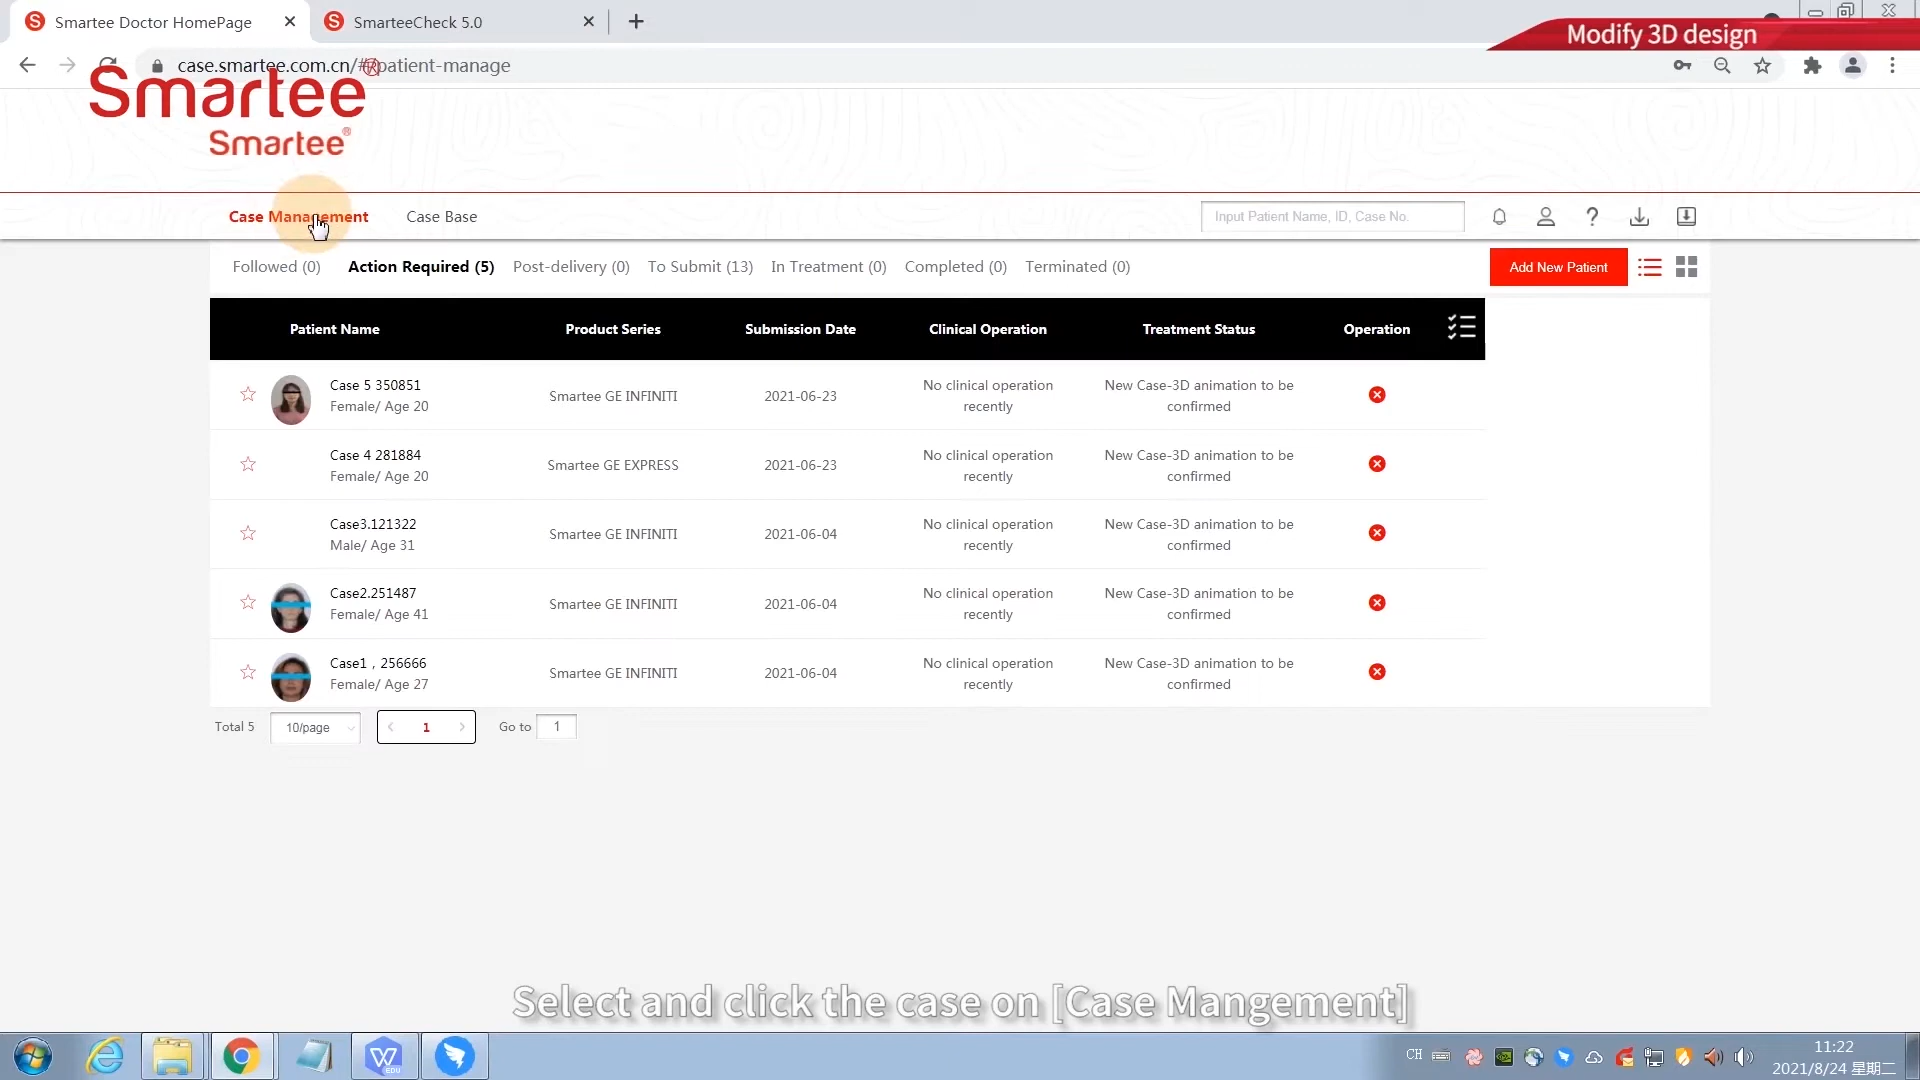 Smartee Doctor HomePage
SmarteeCheck 5.0
Modify 3D design
case.smartee.com.cn/#/patient-manage
Smartee®
Smartee®
Case Management
Case Base
Input Patient Name, ID, Case No.
Followed (0)
Action Required (5)
Post-delivery (0)
To Submit (13)
In Treatment (0)
Completed (0)
Terminated (0)
Add New Patient
Patient Name
Product Series
Submission Date
Clinical Operation
Treatment Status
Operation
Case 5 350851
Female/ Age 20
Smartee GE INFINITI
2021-06-23
No clinical operation
recently
New Case-3D animation to be
confirmed
Case 4 281884
Female/ Age 20
Smartee GE EXPRESS
2021-06-23
No clinical operation
recently
New Case-3D animation to be
confirmed
Case3.121322
Male/ Age 31
Smartee GE INFINITI
2021-06-04
No clinical operation
recently
New Case-3D animation to be
confirmed
Case2.251487
Female/ Age 41
Smartee GE INFINITI
2021-06-04
No clinical operation
recently
New Case-3D animation to be
confirmed
Case1，256666
Female/ Age 27
Smartee GE INFINITI
2021-06-04
No clinical operation
recently
New Case-3D animation to be
confirmed
Total 5
10/page
1
Go to
1
Select and click the case on [Case Mangement]
EDU
CH
11:22
2021/8/24 星期二